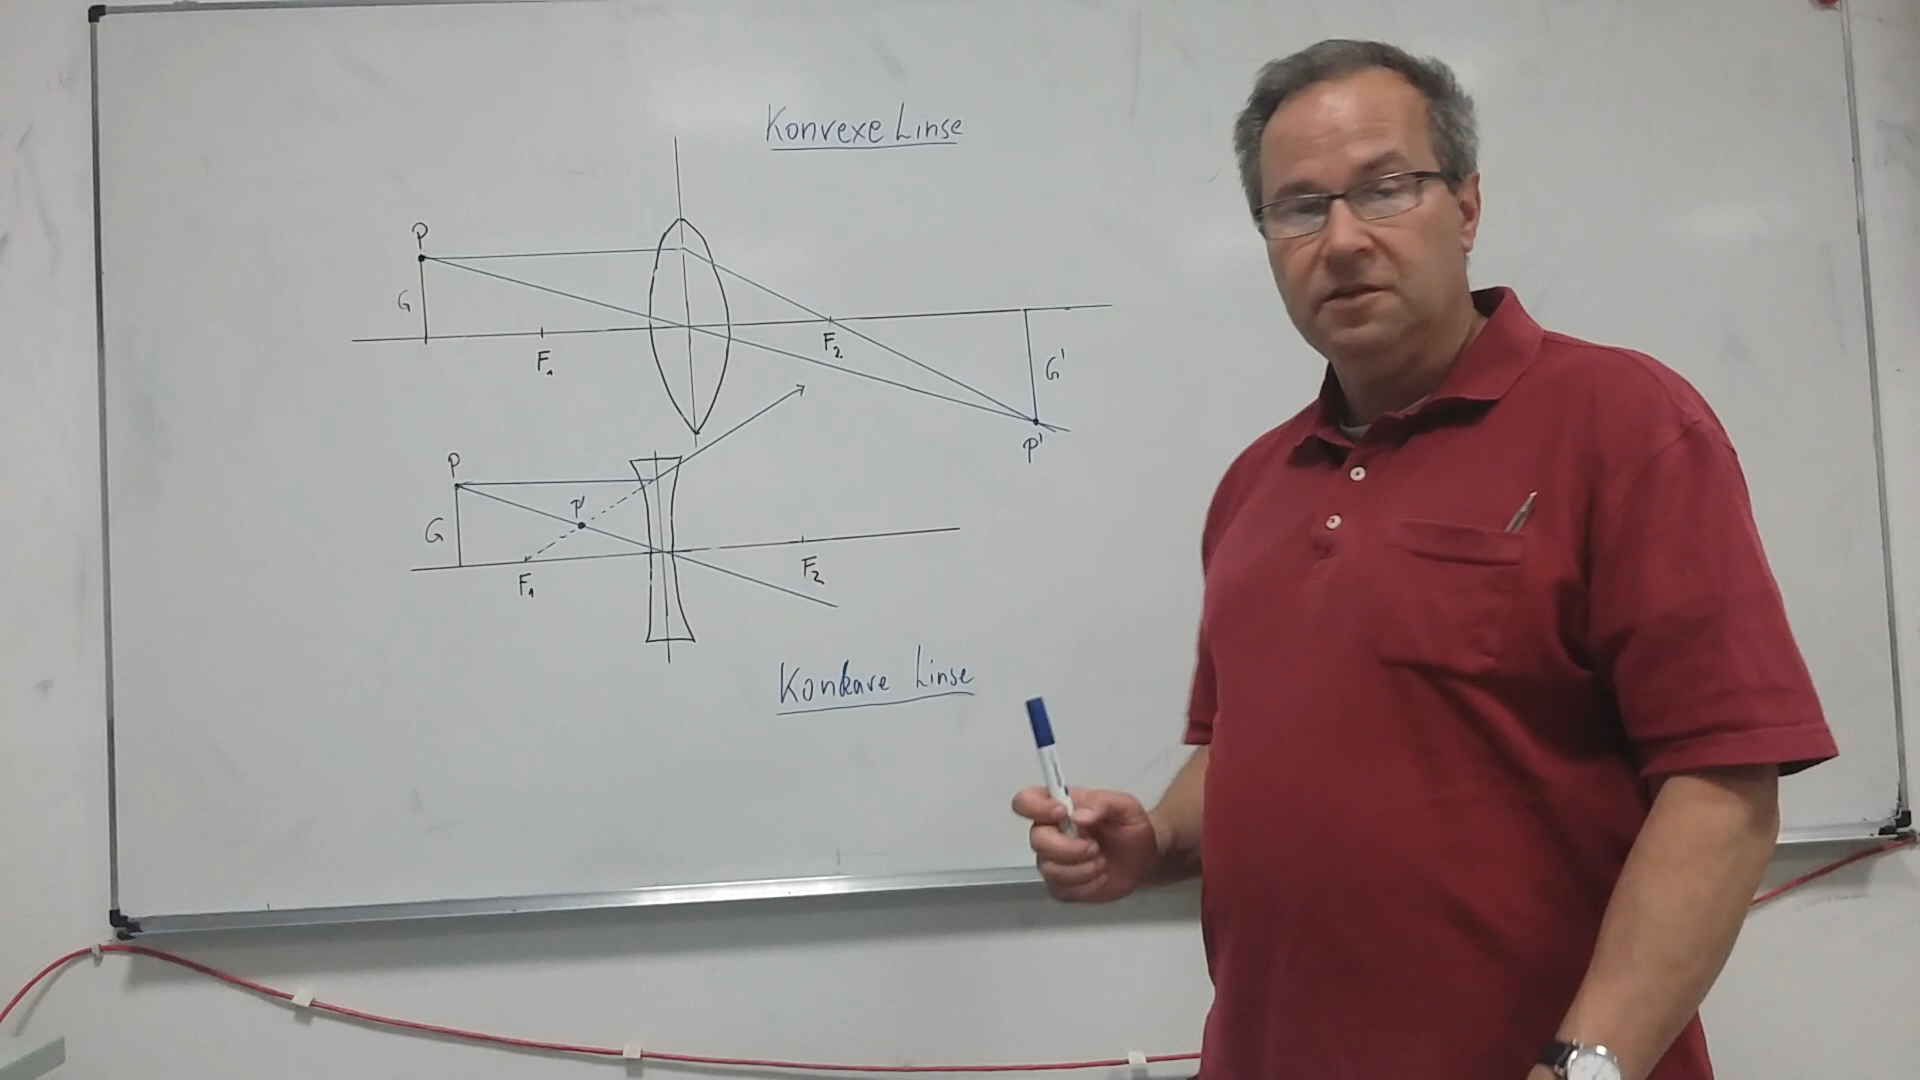 Konvexe Linse
P
G
F1
F2
G'
P'
P
P'
G
F1
F2
Konkave Linse